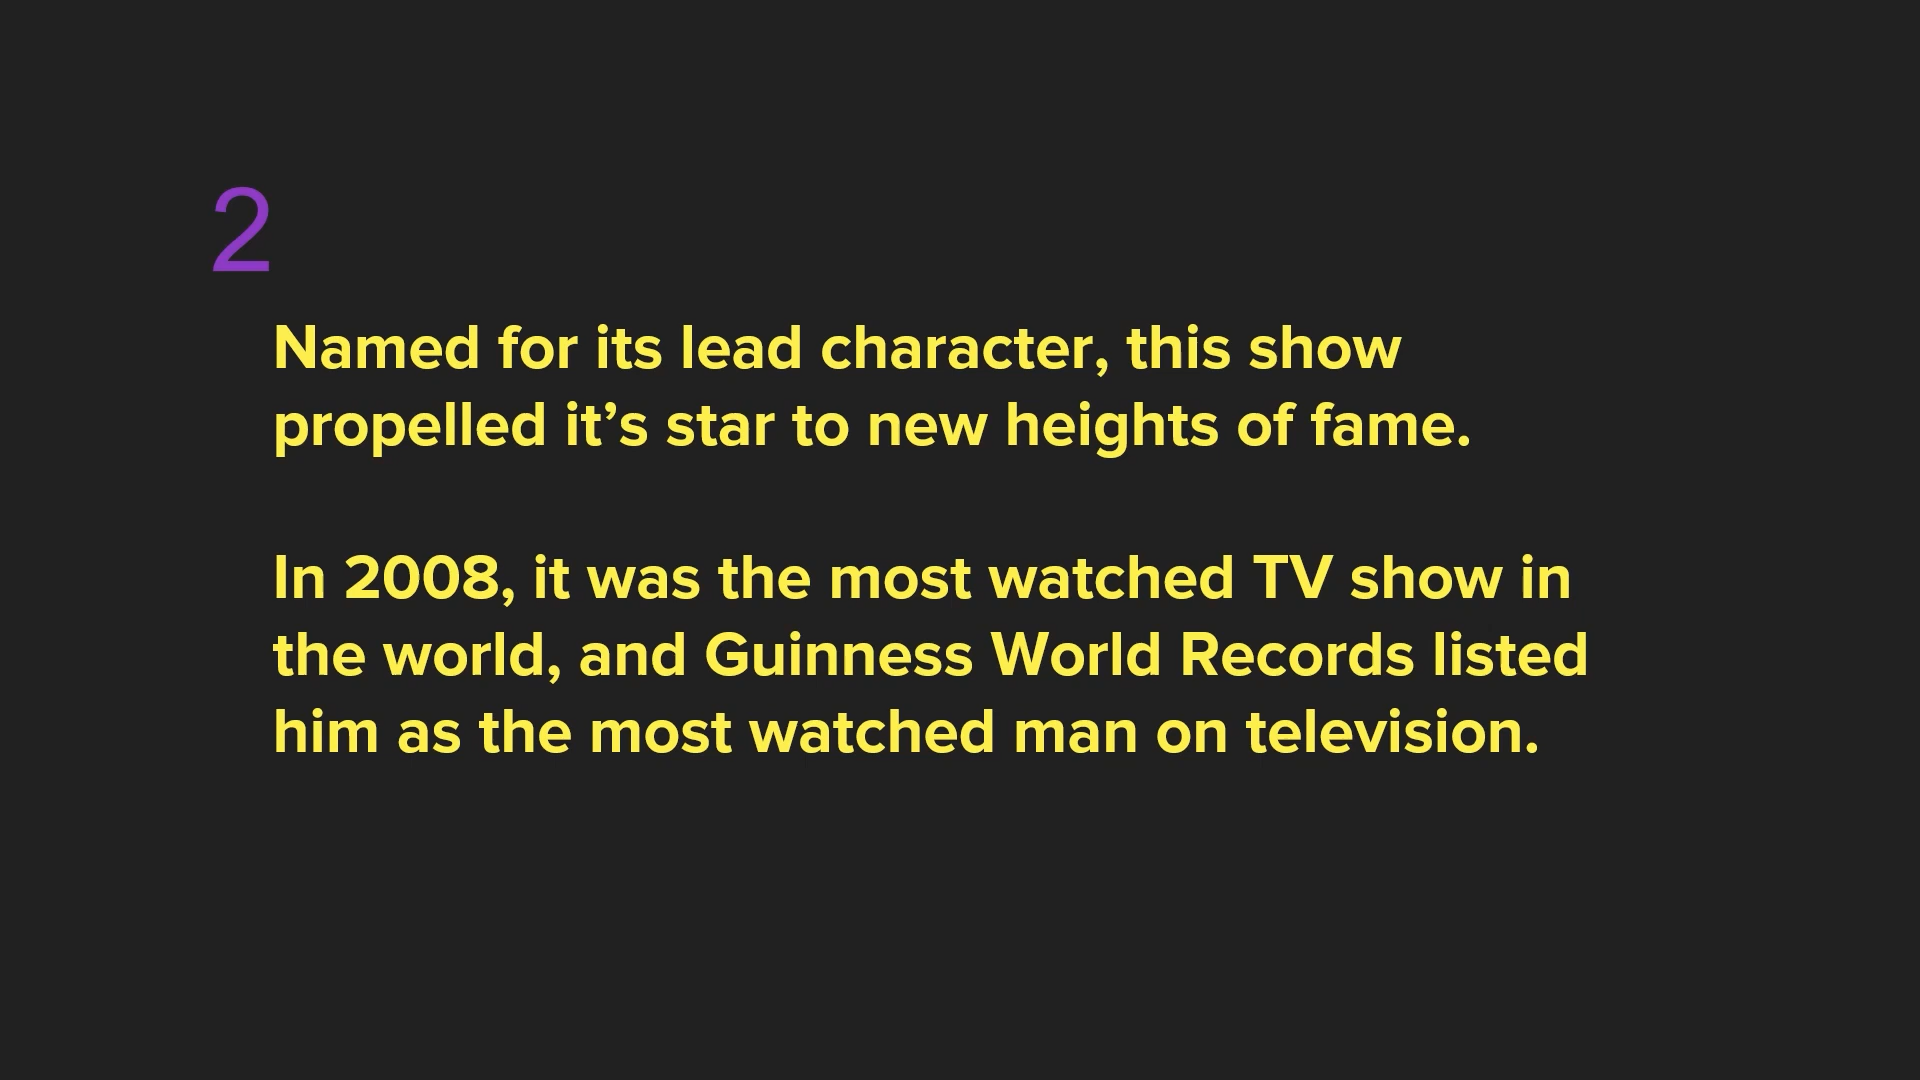 2
Named for its lead character, this show
propelled it’s star to new heights of fame.
In 2008, it was the most watched TV show in
the world, and Guinness World Records listed
him as the most watched man on television.